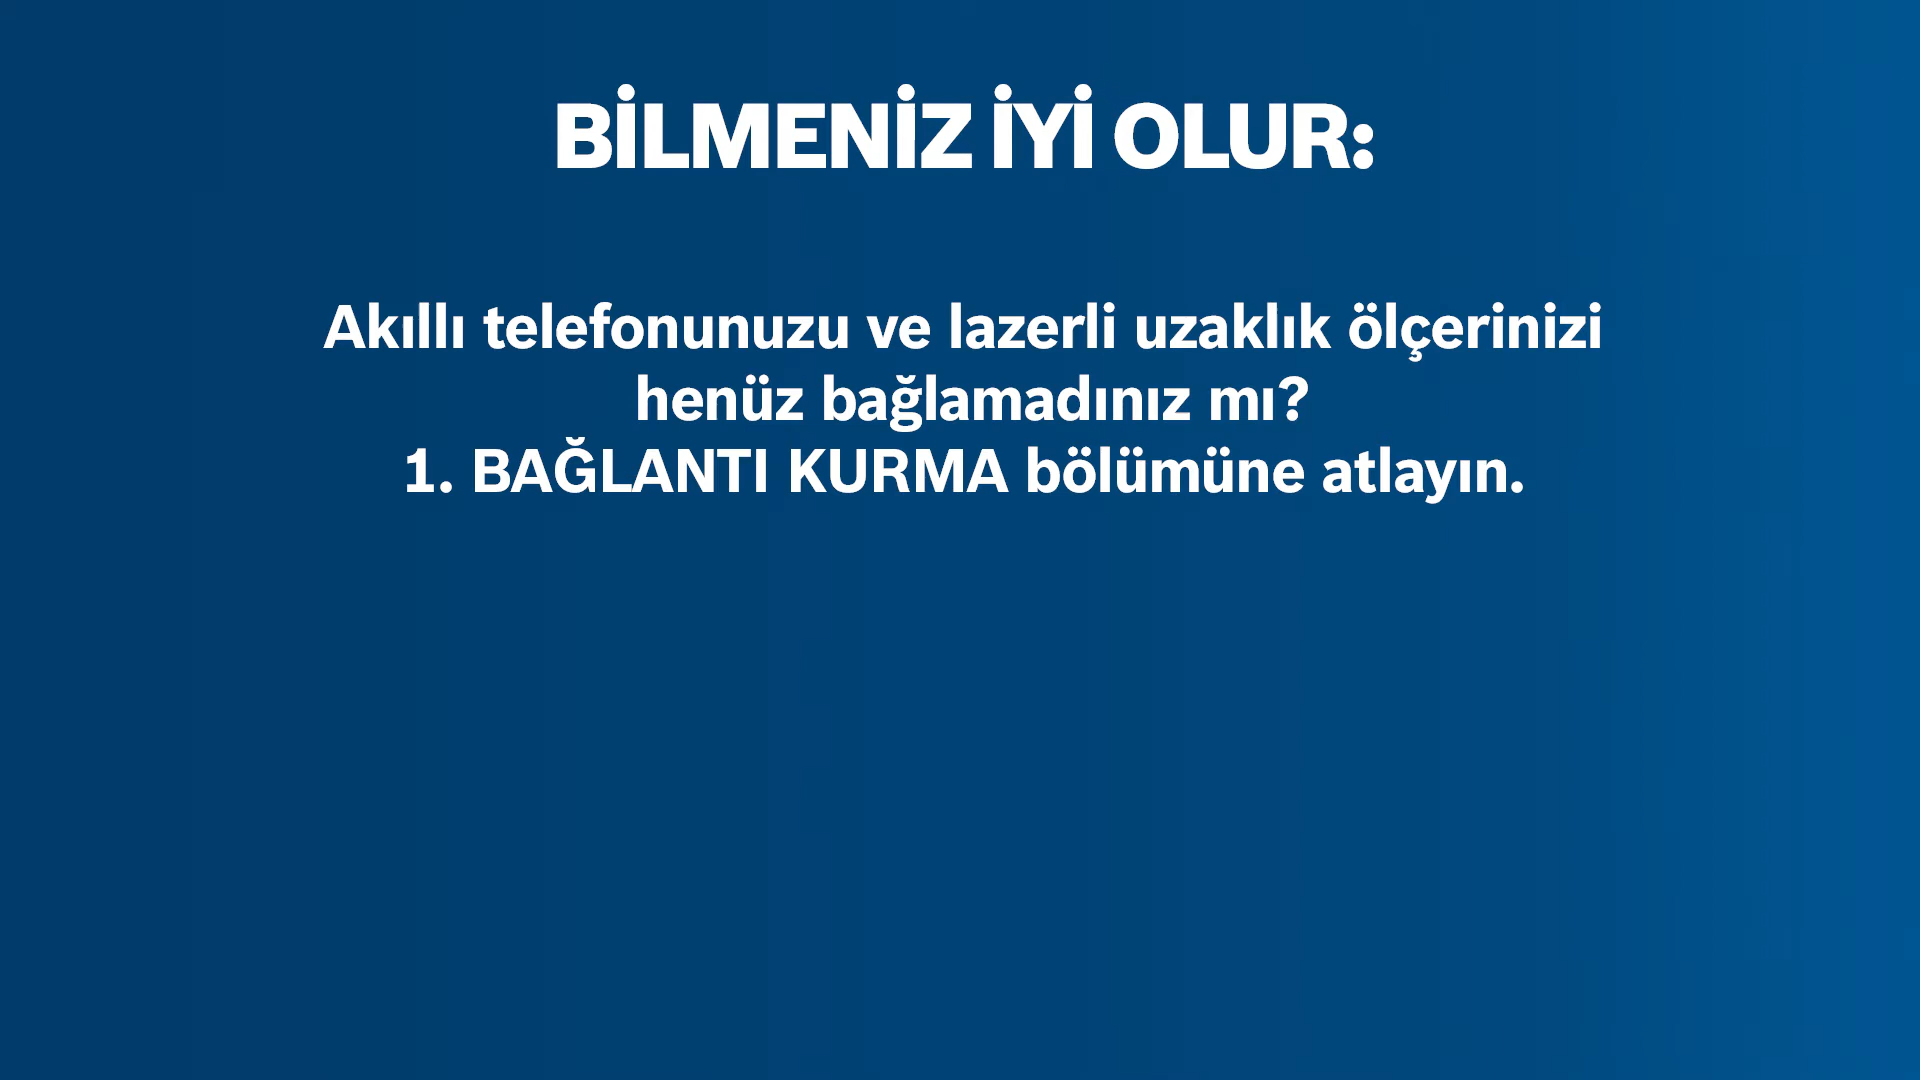 BİLMENİZ İYİ OLUR:
Akıllı telefonunuzu ve lazerli uzaklık ölçerinizi
henüz bağlamadınız mı?
1. BAĞLANTI KURMA bölümüne atlayın.